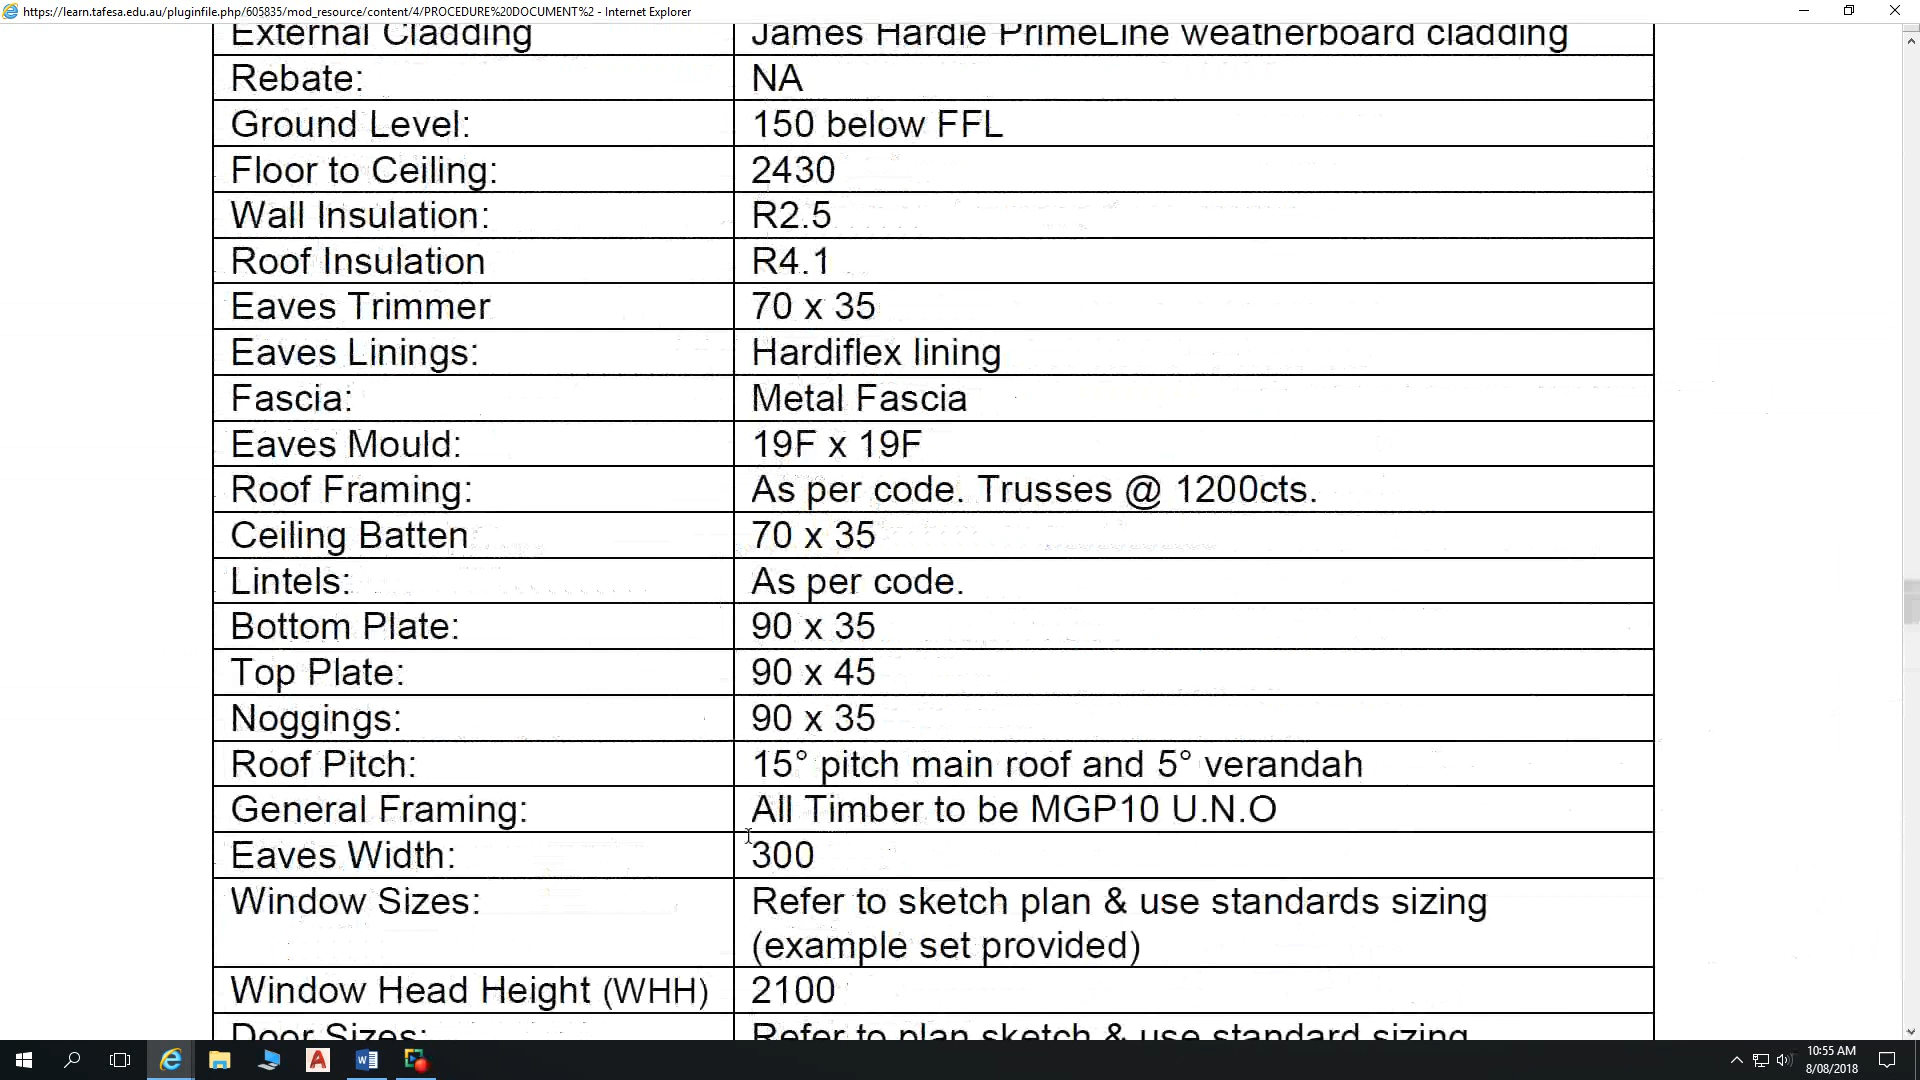 https://learn.tafesa.edu.au/pluginfile.php/605835/mod_resource/content/4/PROCEDURE%20DOCUMENT%2 - Internet Explorer
External Cladding James Hardie PrimeLine weatherboard cladding
Rebate: NA
Ground Level: 150 below FFL
Floor to Ceiling: 2430
Wall Insulation: R2.5
Roof Insulation R4.1
Eaves Trimmer 70 x 35
Eaves Linings: Hardiflex lining
Fascia: Metal Fascia
Eaves Mould: 19F x 19F
Roof Framing: As per code. Trusses @ 1200cts.
Ceiling Batten 70 x 35
Lintels: As per code.
Bottom Plate: 90 x 35
Top Plate: 90 x 45
Noggings: 90 x 35
Roof Pitch: 15° pitch main roof and 5° verandah
General Framing: All Timber to be MGP10 U.N.O
Eaves Width: 300
Window Sizes: Refer to sketch plan & use standards sizing
(example set provided)
Window Head Height (WHH) 2100
Door Sizes: Refer to plan sketch & use standard sizing
10:55 AM
8/08/2018